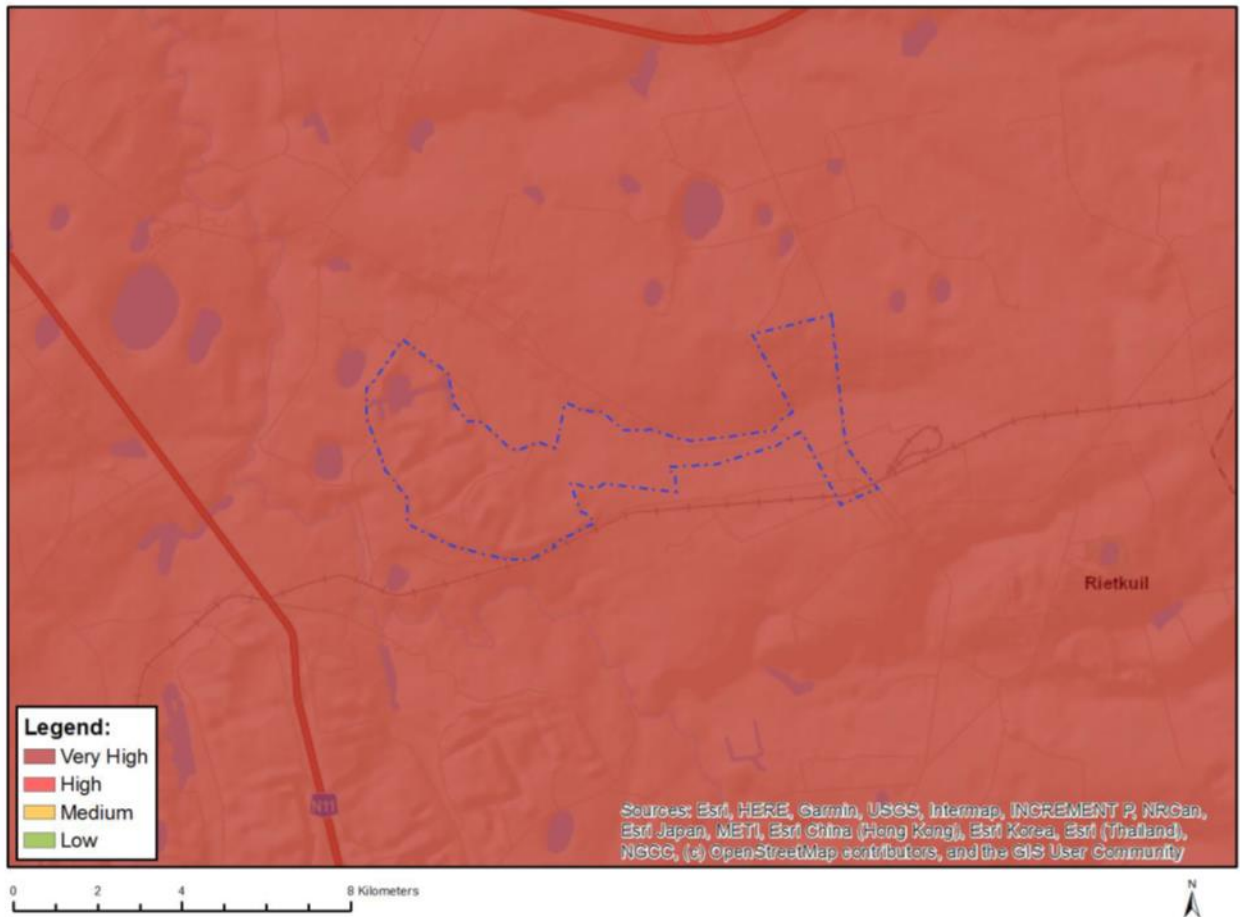 Rietkuil
Legend:
Very High
High
Medium
Low
N11
Sources: Esri, HERE, Garmin, USGS, Intermap, INCREMENT P, NRCan,
Esri Japan, METI, Esri China (Hong Kong), Esri Korea, Esri (Thailand),
NGCC, (c) OpenStreetMap contributors, and the GIS User Community
0 2 4 8 Kilometers
N